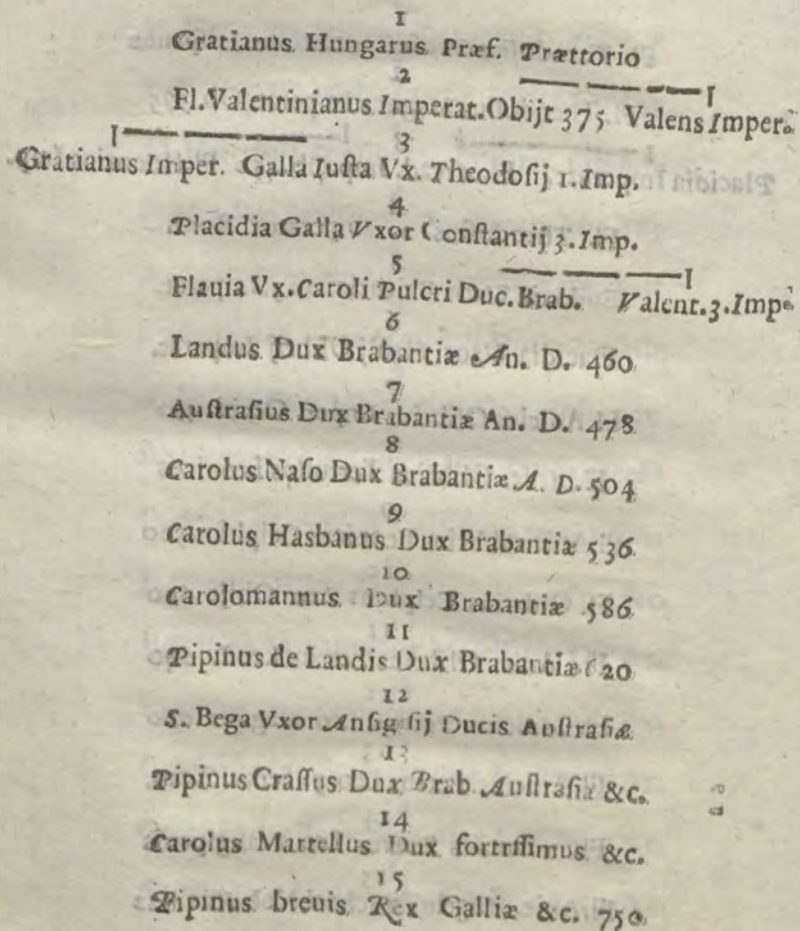 1
Gratianus Hungarus Præf. Prættorio
2
Fl. Valentinianus Imperat. Obijt 375 Valens Imper.
3
Gratianus Imper. Galla Iusta Vx. Theodosij 1. Imp.
4
Placidia Galla Vxor Constantij 3. Imp.
5
Flauia Vx. Caroli Pulcri Duc. Brab. Valent. 3. Imp.
6
Landus Dux Brabantiæ An. D. 460
7
Austrasius Dux Brabantiæ An. D. 478
8
Carolus Naso Dux Brabantiæ A. D. 504
9
Carolus Hasbanus Dux Brabantiæ 536
10
Carolomannus Dux Brabantiæ 586
11
Pipinus de Landis Dux Brabantiæ 620
12
S. Bega Vxor Ansigisij Ducis Austrasiæ
13
Pipinus Crassus Dux Brab Austrasiæ &c.
14
Carolus Martellus Dux fortrissimus &c.
15
Pipinus breuis Rex Galliæ &c. 750